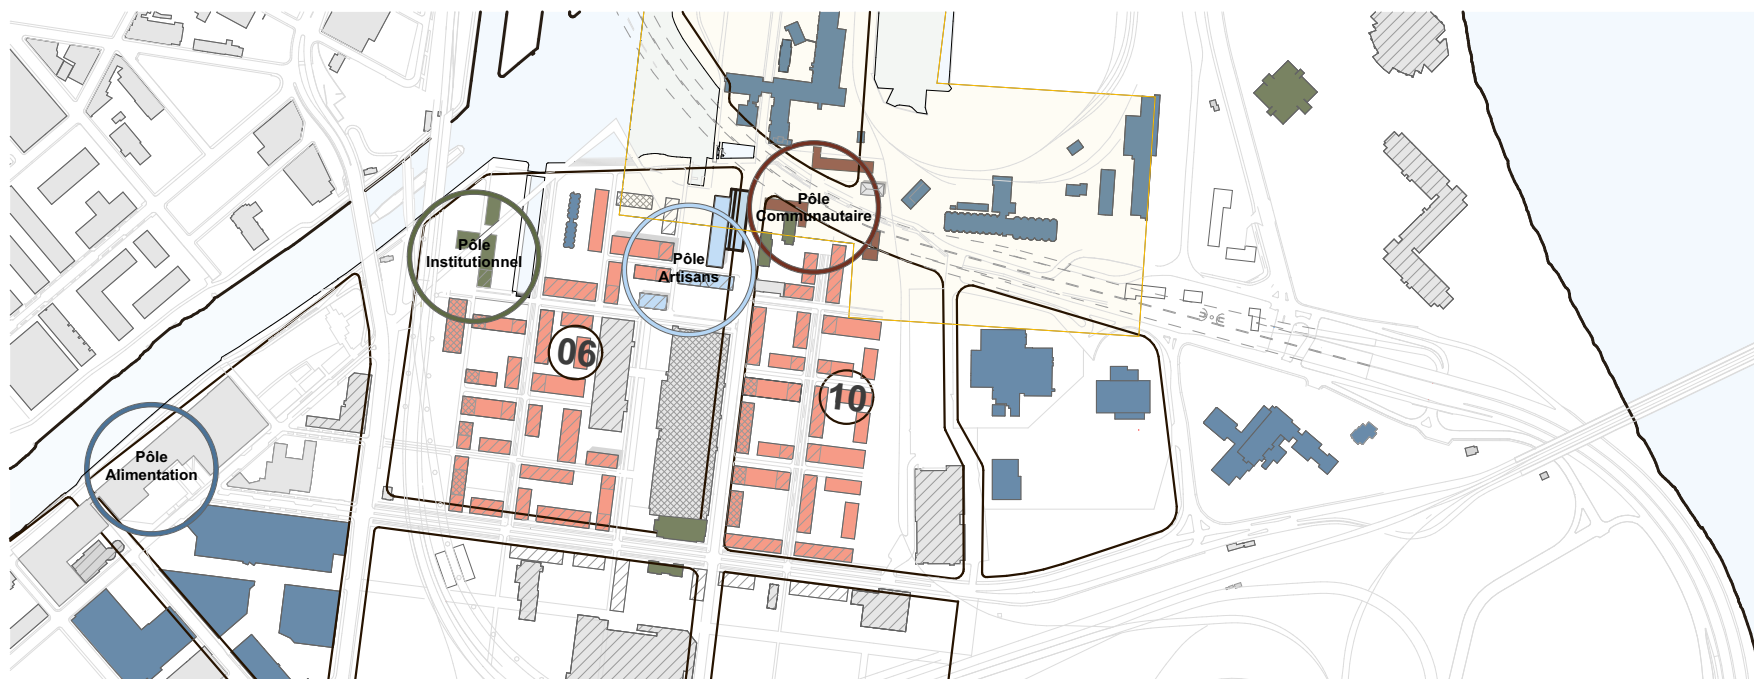 Pôle
Communautaire
Pôle
Institutionnel
Pôle
Artisans
06
10
Pôle
Alimentation